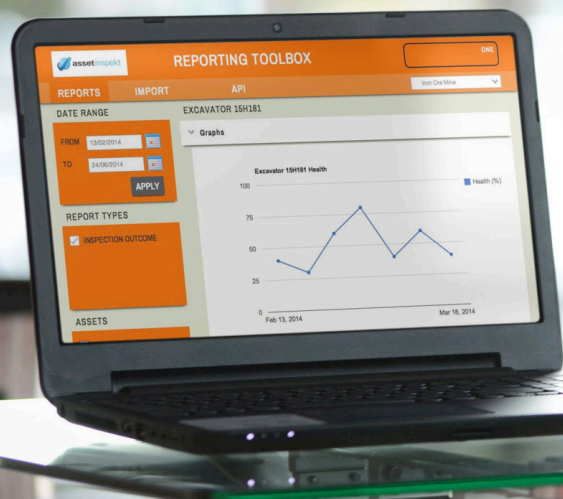 assetinspekt
REPORTING TOOLBOX
ONE
REPORTS
IMPORT
API
Iron Ore Mine
DATE RANGE
EXCAVATOR 15H181
Graphs
FROM
13/02/2014
TO
24/06/2014
APPLY
REPORT TYPES
INSPECTION OUTCOME
ASSETS
Excavator 15H181 Health
Health (%)
100
75
50
25
0
Feb 13, 2014
Mar 18, 2014